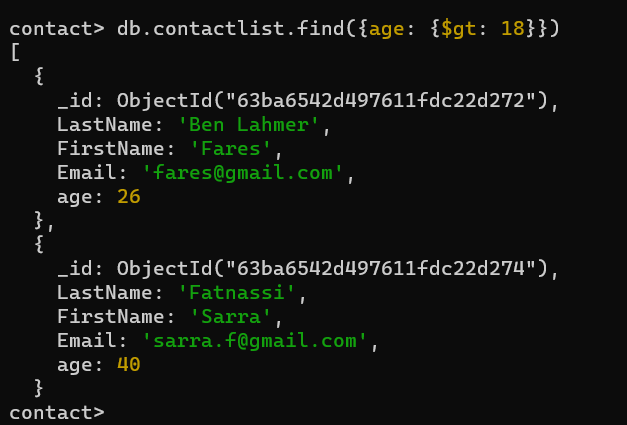 contact> db.contactlist.find({age: {$gt: 18}})
[
  {
    _id: ObjectId("63ba6542d497611fdc22d272"),
    LastName: 'Ben Lahmer',
    FirstName: 'Fares',
    Email: 'fares@gmail.com',
    age: 26
  },
  {
    _id: ObjectId("63ba6542d497611fdc22d274"),
    LastName: 'Fatnassi',
    FirstName: 'Sarra',
    Email: 'sarra.f@gmail.com',
    age: 40
  }
contact>